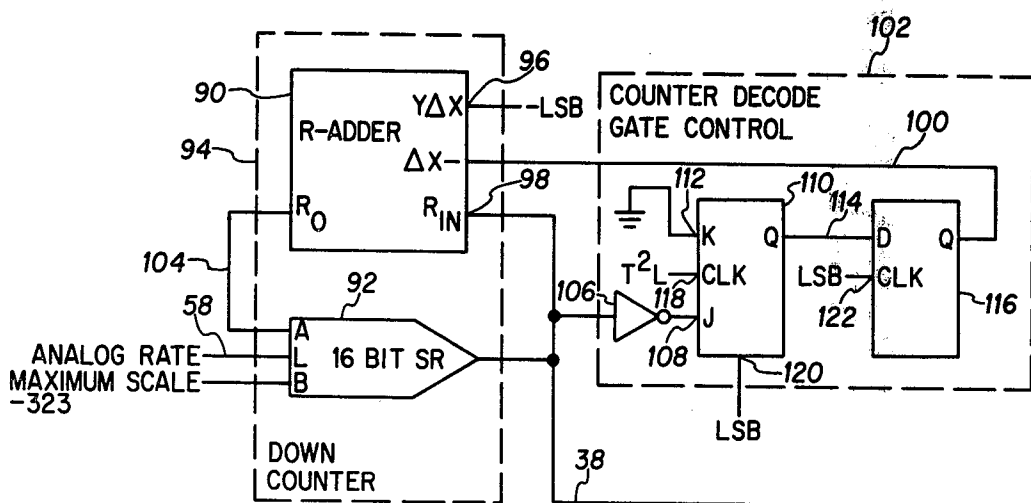 102
90
96
YΔX
-LSB
COUNTER DECODE
GATE CONTROL
R-ADDER
100
94
ΔX-
98
112
110
114
R_O
R_IN
K
Q
D
Q
104
T²L
CLK
LSB
CLK
92
106
118
122
116
58
108
J
A
ANALOG RATE
L
16 BIT SR
MAXIMUM SCALE
B
-323
120
LSB
DOWN
COUNTER
38